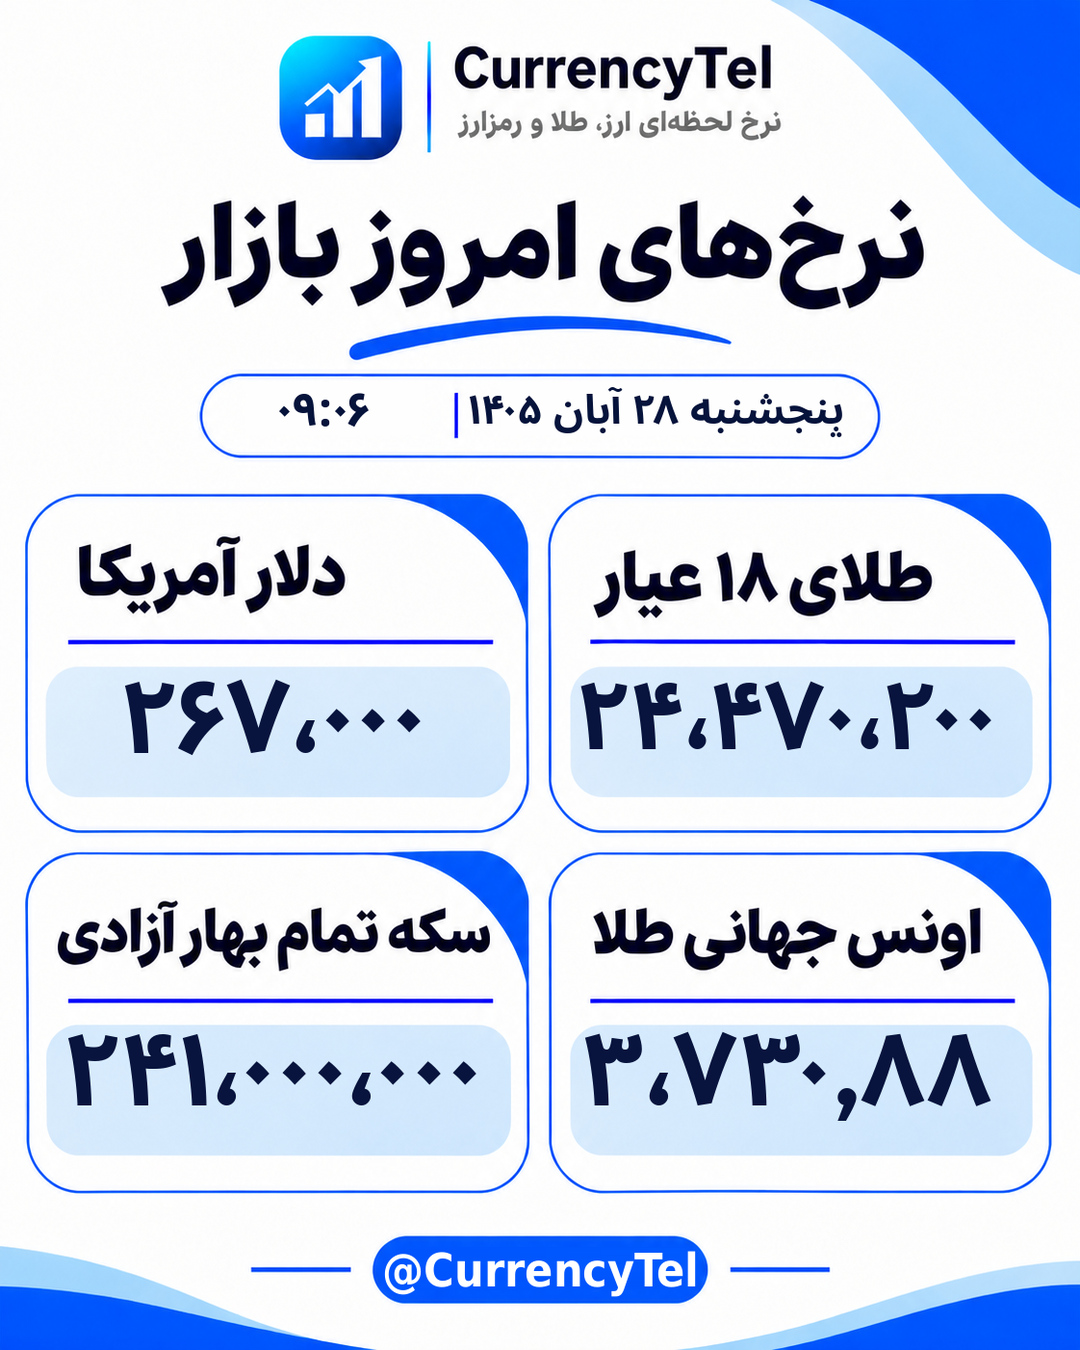 CurrencyTel
نرخ لحظه‌ای ارز، طلا و رمزارز
نرخ‌های امروز بازار
پنجشنبه ۲۸ آبان ۱۴۰۵ | ۰۹:۰۶
طلای ۱۸ عیار
۲۴،۴۷۰،۲۰۰
دلار آمریکا
۲۶۷،۰۰۰
اونس جهانی طلا
۳،۷۳۰,۸۸
سکه تمام بهار آزادی
۲۴۱،۰۰۰،۰۰۰
@CurrencyTel